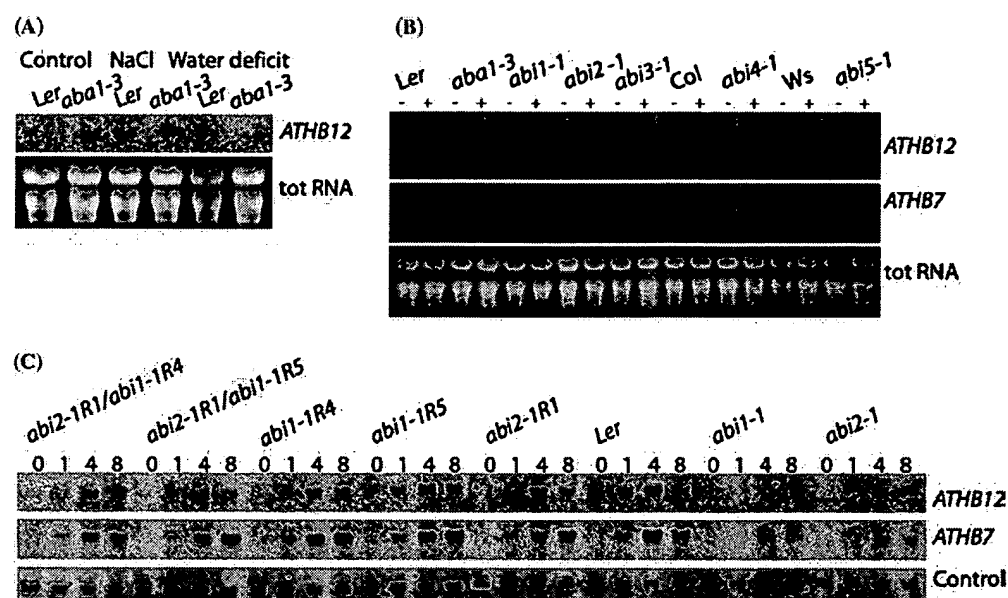 (A)
Control NaCl Water deficit
Ler aba1-3 Ler aba1-3 Ler aba1-3
ATHB12
tot RNA
(B)
Ler aba1-3 abi1-1 abi2-1 abi3-1 Col abi4-1 Ws abi5-1
- + - + - + - + - + - + - + - + - +
ATHB12
ATHB7
tot RNA
(C)
abi2-1R1/abi1-1R4 abi2-1R1/abi1-1R5 abi1-1R4 abi1-1R5 abi2-1R1 Ler abi1-1 abi2-1
0 1 4 8 0 1 4 8 0 1 4 8 0 1 4 8 0 1 4 8 0 1 4 8 0 1 4 8 0 1 4 8
ATHB12
ATHB7
Control